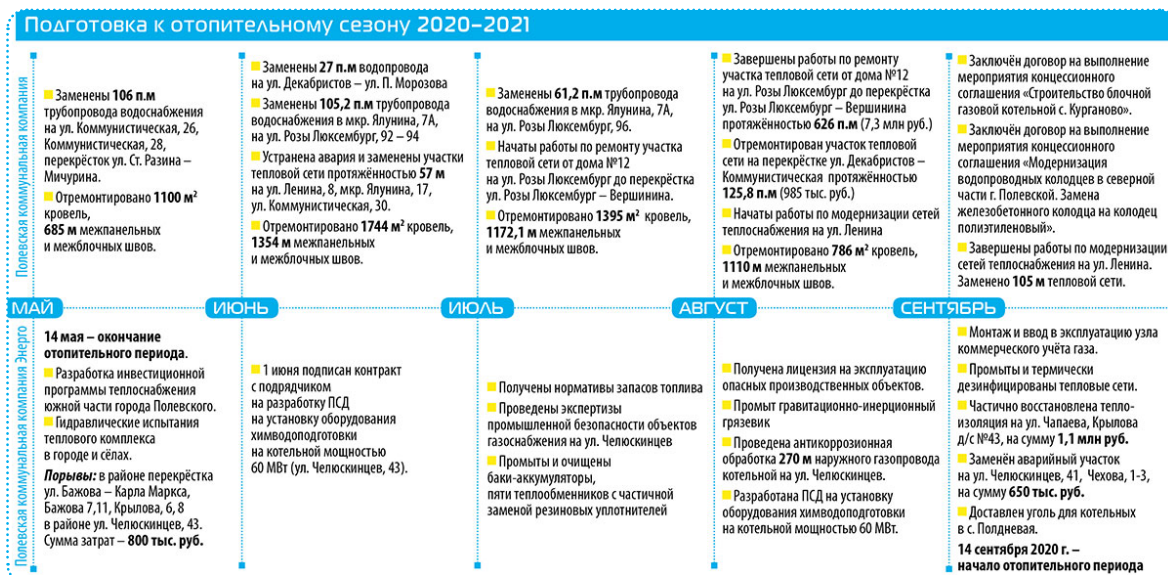 Подготовка к отопительному сезону 2020–2021
Полевская коммунальная компания
Заменены 106 п.м
трубопровода водоснабжения
на ул. Коммунистическая, 26,
Коммунистическая, 28,
перекрёсток ул. Ст. Разина –
Мичурина.
Отремонтировано 1100 м²
кровель,
685 м межпанельных
и межблочных швов.
Заменены 27 п.м водопровода
на ул. Декабристов – ул. П. Морозова
Заменены 105,2 п.м трубопровода
водоснабжения в мкр. Ялунина, 7А,
на ул. Розы Люксембург, 92 – 94
Устранена авария и заменены участки
тепловой сети протяжённостью 57 м
на ул. Ленина, 8, мкр. Ялунина, 17,
ул. Коммунистическая, 30.
Отремонтировано 1744 м² кровель,
1354 м межпанельных
и межблочных швов.
Заменены 61,2 п.м трубопровода
водоснабжения в мкр. Ялунина, 7А,
на ул. Розы Люксембург, 96.
Начаты работы по ремонту участка
тепловой сети от дома №12
ул. Розы Люксембург до перекрёстка
ул. Розы Люксембург – Вершинина.
Отремонтировано 1395 м² кровель,
1172,1 м межпанельных
и межблочных швов.
Завершены работы по ремонту
участка тепловой сети от дома №12
на ул. Розы Люксембург до перекрёстка
ул. Розы Люксембург – Вершинина
протяжённостью 626 п.м (7,3 млн руб.)
Отремонтирован участок тепловой
сети на перекрёстке ул. Декабристов –
Коммунистическая протяжённостью
125,8 п.м (985 тыс. руб.)
Начаты работы по модернизации сетей
теплоснабжения на ул. Ленина
Отремонтировано 786 м² кровель,
1110 м межпанельных
и межблочных швов.
Заключён договор на выполнение
мероприятия концессионного
соглашения «Строительство блочной
газовой котельной с. Курганово».
Заключён договор на выполнение
мероприятия концессионного
соглашения «Модернизация
водопроводных колодцев в северной
части г. Полевской. Замена
железобетонного колодца на колодец
полиэтиленовый».
Завершены работы по модернизации
сетей теплоснабжения на ул. Ленина.
Заменено 105 м тепловой сети.
МАЙ
ИЮНЬ
ИЮЛЬ
АВГУСТ
СЕНТЯБРЬ
Полевская коммунальная компания Энерго
14 мая – окончание
отопительного периода.
Разработка инвестиционной
программы теплоснабжения
южной части города Полевского.
Гидравлические испытания
теплового комплекса
в городе и сёлах.
Порывы: в районе перекрёстка
ул. Бажова – Карла Маркса,
Бажова 7,11, Крылова, 6, 8
в районе ул. Челюскинцев, 43.
Сумма затрат – 800 тыс. руб.
1 июня подписан контракт
с подрядчиком
на разработку ПСД
на установку оборудования
химводоподготовки
на котельной мощностью
60 МВт (ул. Челюскинцев, 43).
Получены нормативы запасов топлива
Проведены экспертизы
промышленной безопасности объектов
газоснабжения на ул. Челюскинцев
Промыты и очищены
баки-аккумуляторы,
пяти теплообменников с частичной
заменой резиновых уплотнителей
Получена лицензия на эксплуатацию
опасных производственных объектов.
Промыт гравитационно-инерционный
грязевик
Проведена антикоррозионная
обработка 270 м наружного газопровода
котельной на ул. Челюскинцев.
Разработана ПСД на установку
оборудования химводоподготовки
на котельной мощностью 60 МВт.
Монтаж и ввод в эксплуатацию узла
коммерческого учёта газа.
Промыты и термически
дезинфицированы тепловые сети.
Частично восстановлена тепло-
изоляция на ул. Чапаева, Крылова
д/с №43, на сумму 1,1 млн руб.
Заменён аварийный участок
на ул. Челюскинцев, 41, Чехова, 1-3,
на сумму 650 тыс. руб.
Доставлен уголь для котельных
в с. Полдневая.
14 сентября 2020 г. –
начало отопительного периода